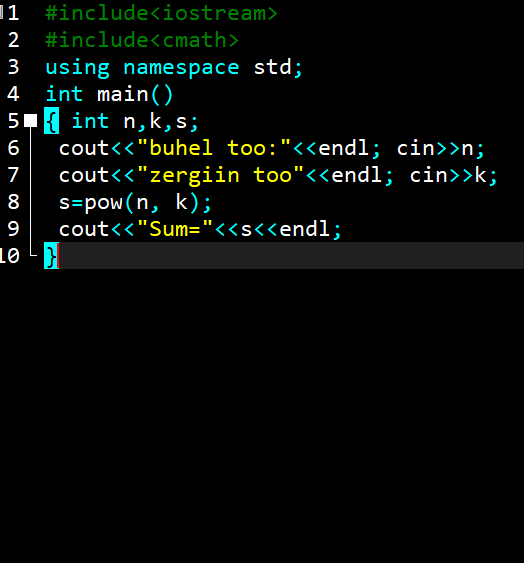 1 #include<iostream>
2 #include<cmath>
3 using namespace std;
4 int main()
5 { int n,k,s;
6 cout<<"buhel too:"<<endl; cin>>n;
7 cout<<"zergiin too"<<endl; cin>>k;
8 s=pow(n, k);
9 cout<<"Sum="<<s<<endl;
10 }